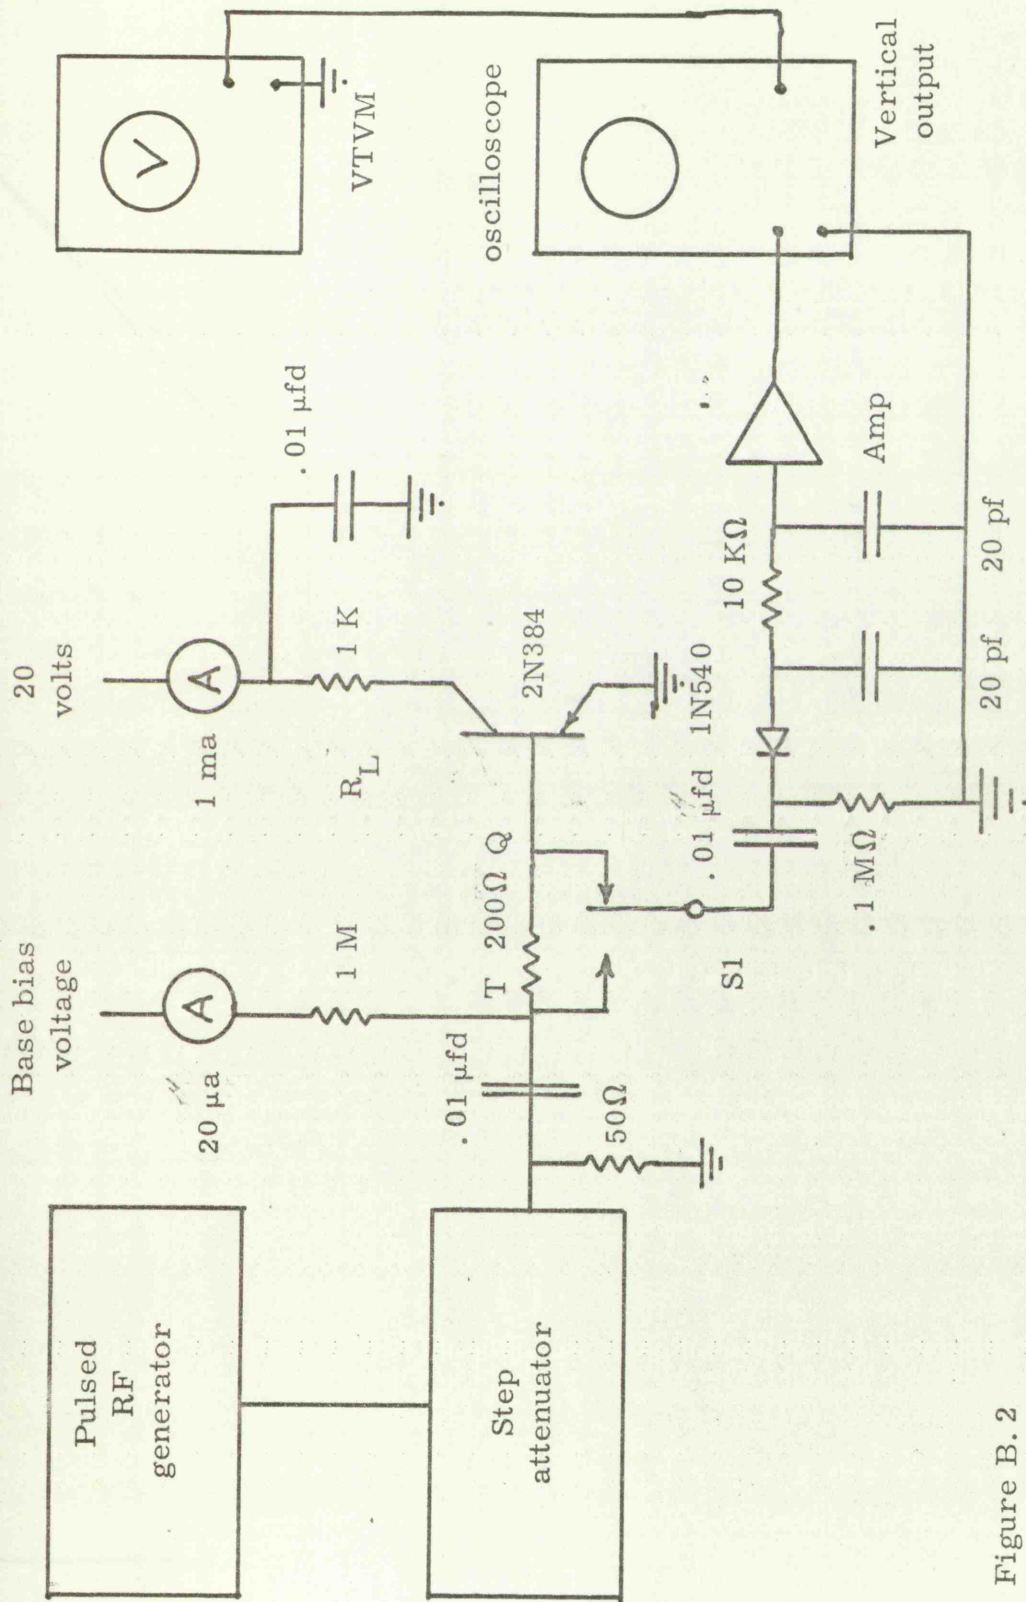 Pulsed
RF
generator
Step
attenuator
Base bias
voltage
A
20 μa
1 M
.01 μfd
50Ω
T 200Ω Q
S1
20
volts
A
1 ma
1 K
R_L
.01 μfd
2N384
.01 μfd
1N540
10 KΩ
.1 MΩ
20 pf
20 pf
Amp
V
VTVM
oscilloscope
Vertical
output
Figure B. 2